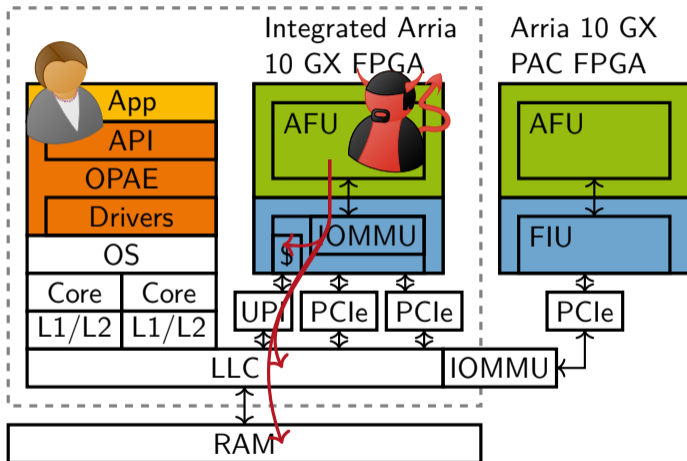 Integrated Arria
10 GX FPGA
Arria 10 GX
PAC FPGA
App
API
OPAE
Drivers
OS
Core
Core
L1/L2
L1/L2
AFU
IOMMU
$
UPI
PCIe
PCIe
AFU
FIU
PCIe
LLC
IOMMU
RAM